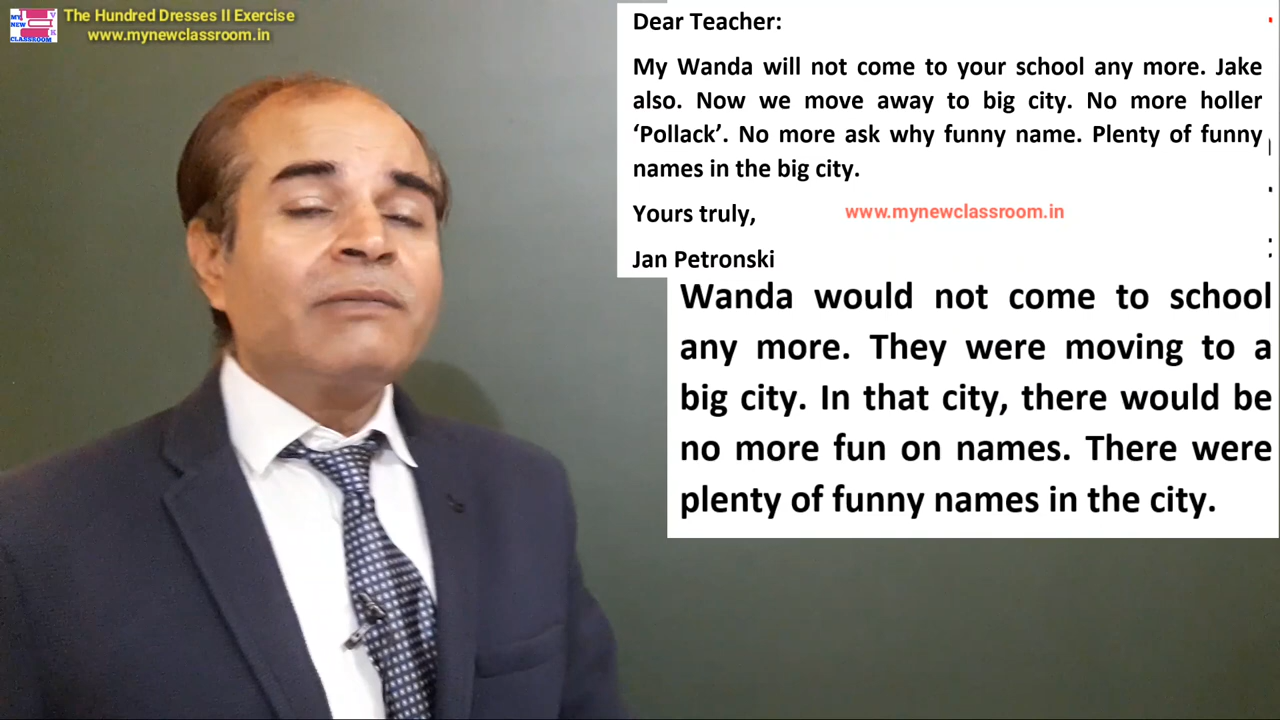 MY
NEW
CLASSROOM
V
K
The Hundred Dresses II Exercise
www.mynewclassroom.in
Dear Teacher:
My Wanda will not come to your school any more. Jake
also. Now we move away to big city. No more holler
‘Pollack’. No more ask why funny name. Plenty of funny
names in the big city.
Yours truly,
www.mynewclassroom.in
Jan Petronski
Wanda would not come to school
any more. They were moving to a
big city. In that city, there would be
no more fun on names. There were
plenty of funny names in the city.